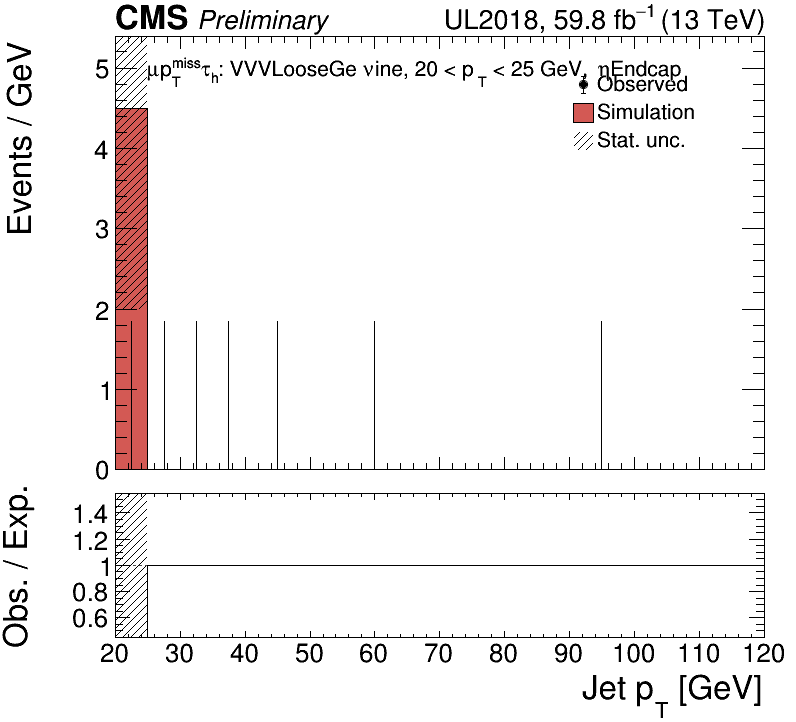 CMS Preliminary UL2018, 59.8 fb⁻¹ (13 TeV)
Events / GeV
μp_T^miss τ_h: VVVLooseGe νine, 20 < p_T < 25 GeV, ηEndcap
Observed
Simulation
Stat. unc.
5
4
3
2
1
0
Obs. / Exp.
1.4
1.2
1
0.8
0.6
20 30 40 50 60 70 80 90 100 110 120
Jet p_T [GeV]